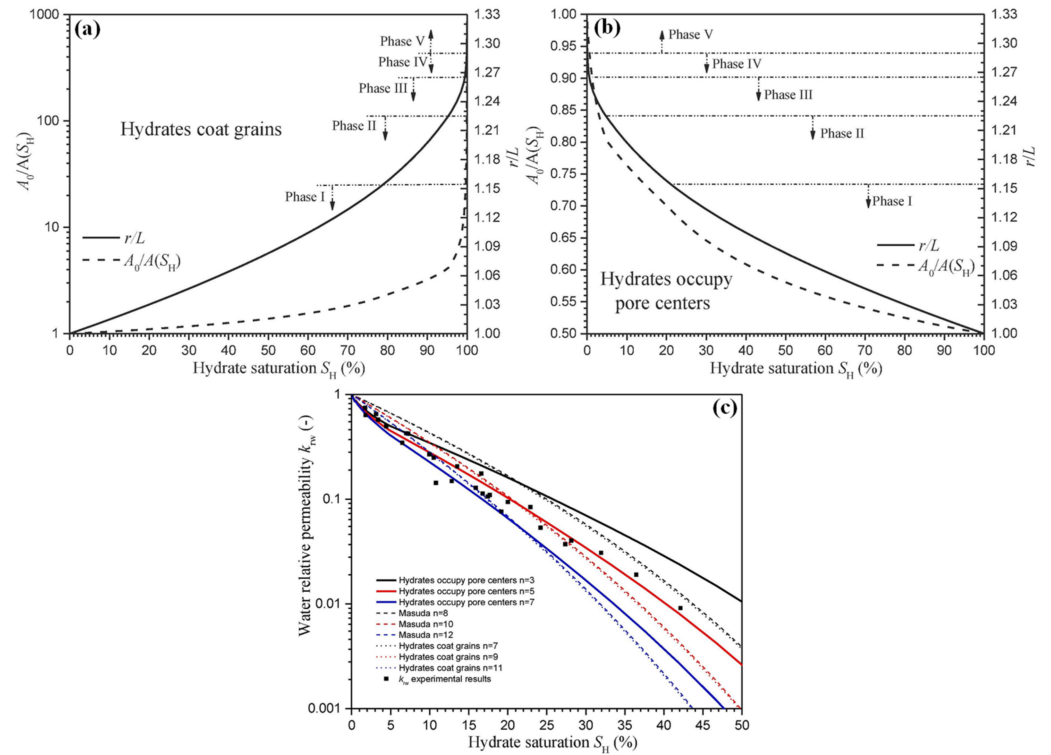 (a)
1000
100
10
1
A₀/A(S_H)
1.33
1.30
1.27
1.24
1.21
1.18
1.15
1.12
1.09
1.06
1.03
1.00
r/L
Phase V
Phase IV
Phase III
Phase II
Phase I
Hydrates coat grains
r/L
A₀/A(S_H)
0 10 20 30 40 50 60 70 80 90 100
Hydrate saturation S_H (%)
(b)
1.00
0.95
0.90
0.85
0.80
0.75
0.70
0.65
0.60
0.55
0.50
A₀/A(S_H)
1.33
1.30
1.27
1.24
1.21
1.18
1.15
1.12
1.09
1.06
1.03
1.00
r/L
Phase V
Phase IV
Phase III
Phase II
Phase I
r/L
A₀/A(S_H)
Hydrates occupy
pore centers
0 10 20 30 40 50 60 70 80 90 100
Hydrate saturation S_H (%)
(c)
1
0.1
0.01
0.001
Water relative permeability k_rw (-)
Hydrates occupy pore centers n=3
Hydrates occupy pore centers n=5
Hydrates occupy pore centers n=7
Masuda n=8
Masuda n=10
Masuda n=12
Hydrates coat grains n=7
Hydrates coat grains n=9
Hydrates coat grains n=11
k_rw experimental results
0 5 10 15 20 25 30 35 40 45 50
Hydrate saturation S_H (%)